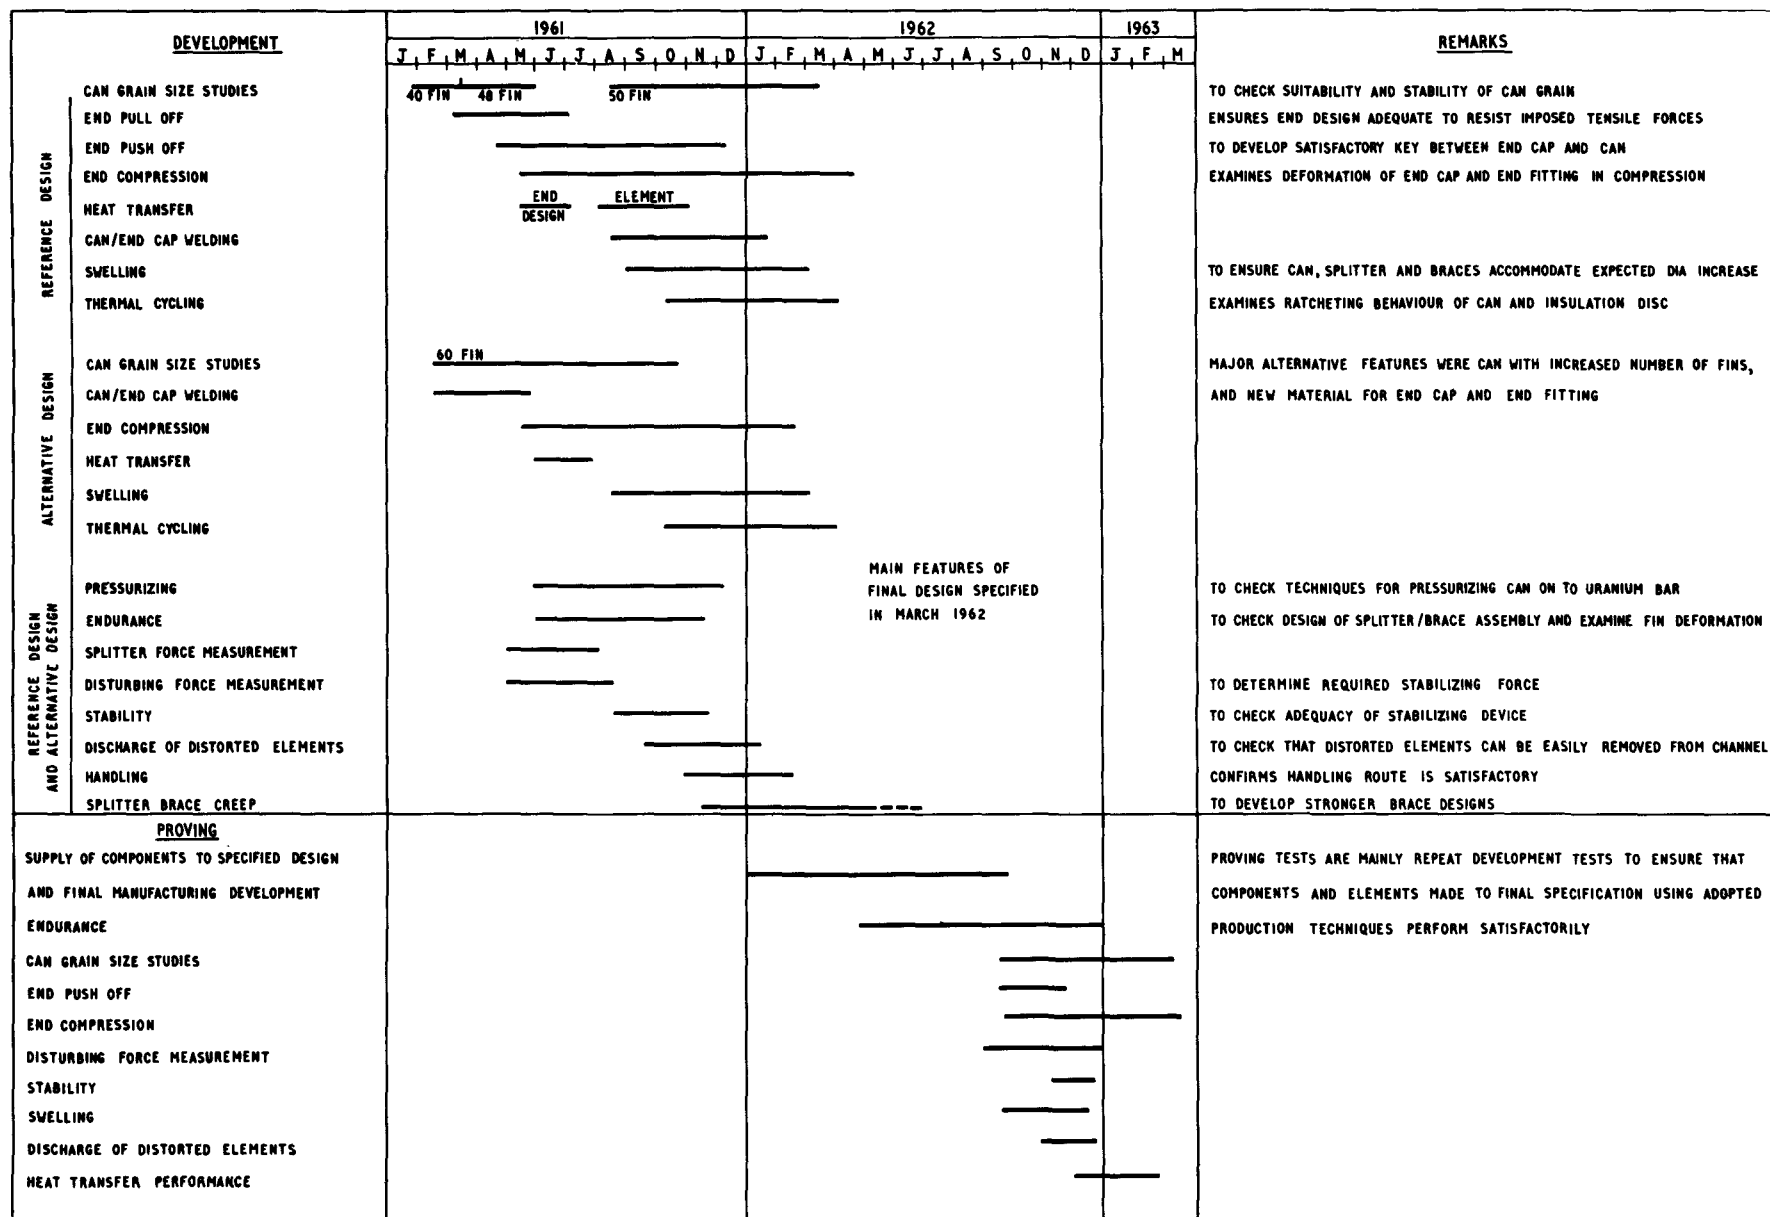 DEVELOPMENT
1961
1962
1963
REMARKS
J F M A M J J A S O N D J F M A M J J A S O N D J F M
REFERENCE DESIGN
CAN GRAIN SIZE STUDIES
40 FIN
48 FIN
50 FIN
TO CHECK SUITABILITY AND STABILITY OF CAN GRAIN
END PULL OFF
ENSURES END DESIGN ADEQUATE TO RESIST IMPOSED TENSILE FORCES
END PUSH OFF
TO DEVELOP SATISFACTORY KEY BETWEEN END CAP AND CAN
END COMPRESSION
EXAMINES DEFORMATION OF END CAP AND END FITTING IN COMPRESSION
HEAT TRANSFER
END
DESIGN
ELEMENT
CAN/END CAP WELDING
SWELLING
TO ENSURE CAN, SPLITTER AND BRACES ACCOMMODATE EXPECTED DIA INCREASE
THERMAL CYCLING
EXAMINES RATCHETING BEHAVIOUR OF CAN AND INSULATION DISC
ALTERNATIVE DESIGN
CAN GRAIN SIZE STUDIES
60 FIN
MAJOR ALTERNATIVE FEATURES WERE CAN WITH INCREASED NUMBER OF FINS,
CAN/END CAP WELDING
AND NEW MATERIAL FOR END CAP AND END FITTING
END COMPRESSION
HEAT TRANSFER
SWELLING
THERMAL CYCLING
REFERENCE DESIGN
AND ALTERNATIVE DESIGN
MAIN FEATURES OF
FINAL DESIGN SPECIFIED
IN MARCH 1962
PRESSURIZING
TO CHECK TECHNIQUES FOR PRESSURIZING CAN ON TO URANIUM BAR
ENDURANCE
TO CHECK DESIGN OF SPLITTER/BRACE ASSEMBLY AND EXAMINE FIN DEFORMATION
SPLITTER FORCE MEASUREMENT
DISTURBING FORCE MEASUREMENT
TO DETERMINE REQUIRED STABILIZING FORCE
STABILITY
TO CHECK ADEQUACY OF STABILIZING DEVICE
DISCHARGE OF DISTORTED ELEMENTS
TO CHECK THAT DISTORTED ELEMENTS CAN BE EASILY REMOVED FROM CHANNEL
HANDLING
CONFIRMS HANDLING ROUTE IS SATISFACTORY
SPLITTER BRACE CREEP
TO DEVELOP STRONGER BRACE DESIGNS
PROVING
SUPPLY OF COMPONENTS TO SPECIFIED DESIGN
AND FINAL MANUFACTURING DEVELOPMENT
PROVING TESTS ARE MAINLY REPEAT DEVELOPMENT TESTS TO ENSURE THAT
COMPONENTS AND ELEMENTS MADE TO FINAL SPECIFICATION USING ADOPTED
PRODUCTION TECHNIQUES PERFORM SATISFACTORILY
ENDURANCE
CAN GRAIN SIZE STUDIES
END PUSH OFF
END COMPRESSION
DISTURBING FORCE MEASUREMENT
STABILITY
SWELLING
DISCHARGE OF DISTORTED ELEMENTS
HEAT TRANSFER PERFORMANCE